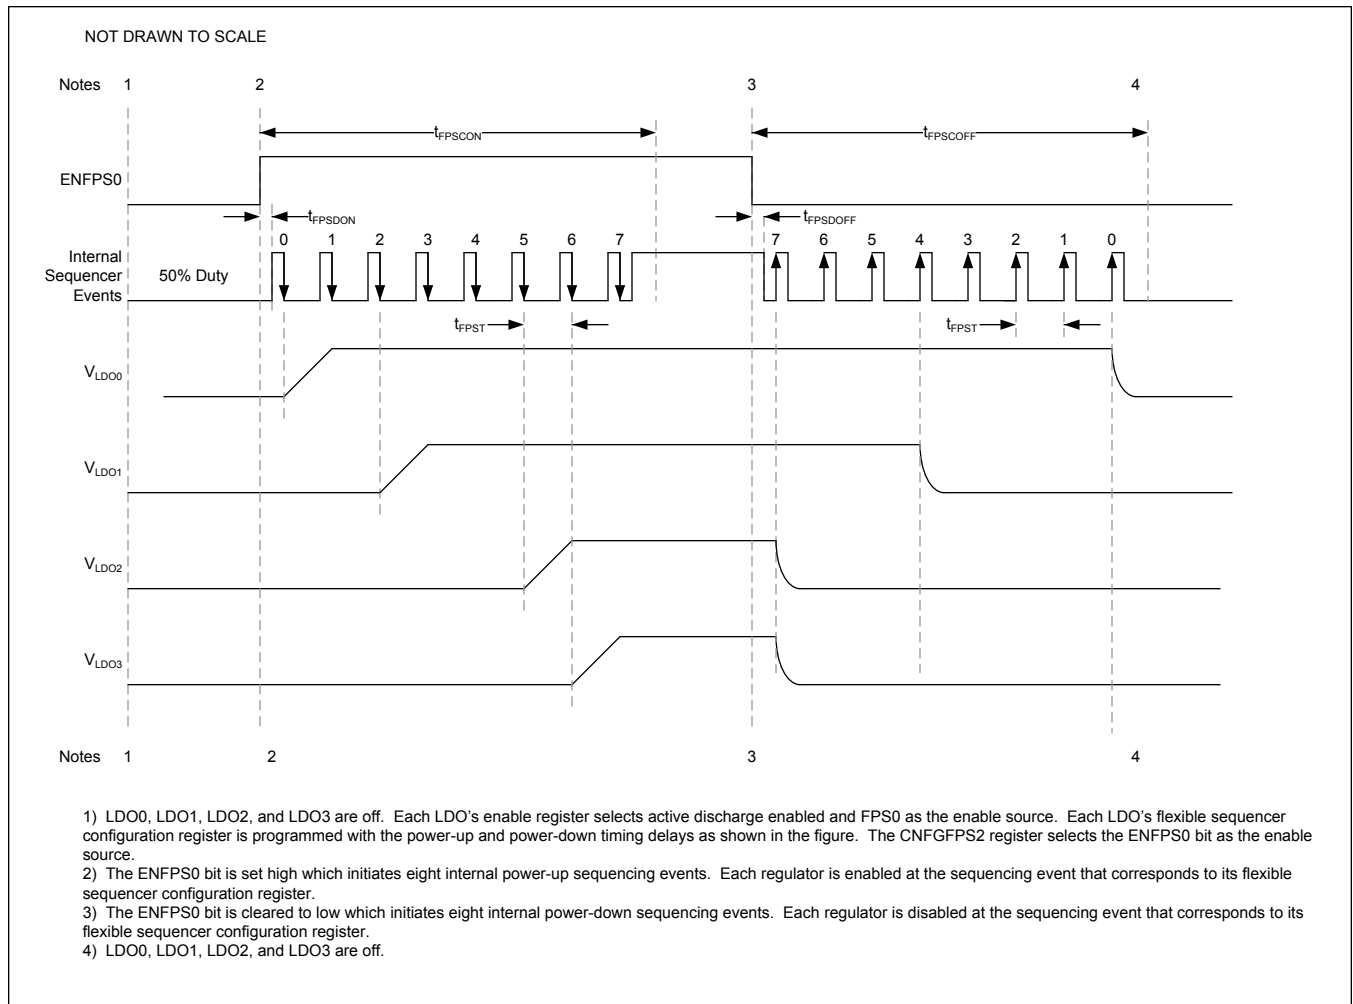 NOT DRAWN TO SCALE
Notes 1 2 3 4
tFPSCON tFPSCOFF
ENFPS0
tFPSDON tFPSDOFF
0 1 2 3 4 5 6 7 7 6 5 4 3 2 1 0
Internal
Sequencer
Events
50% Duty
tFPST tFPST
VLDO0
VLDO1
VLDO2
VLDO3
Notes 1 2 3 4
1) LDO0, LDO1, LDO2, and LDO3 are off. Each LDO's enable register selects active discharge enabled and FPS0 as the enable source. Each LDO's flexible sequencer
configuration register is programmed with the power-up and power-down timing delays as shown in the figure. The CNFGFPS2 register selects the ENFPS0 bit as the enable
source.
2) The ENFPS0 bit is set high which initiates eight internal power-up sequencing events. Each regulator is enabled at the sequencing event that corresponds to its flexible
sequencer configuration register.
3) The ENFPS0 bit is cleared to low which initiates eight internal power-down sequencing events. Each regulator is disabled at the sequencing event that corresponds to its
flexible sequencer configuration register.
4) LDO0, LDO1, LDO2, and LDO3 are off.